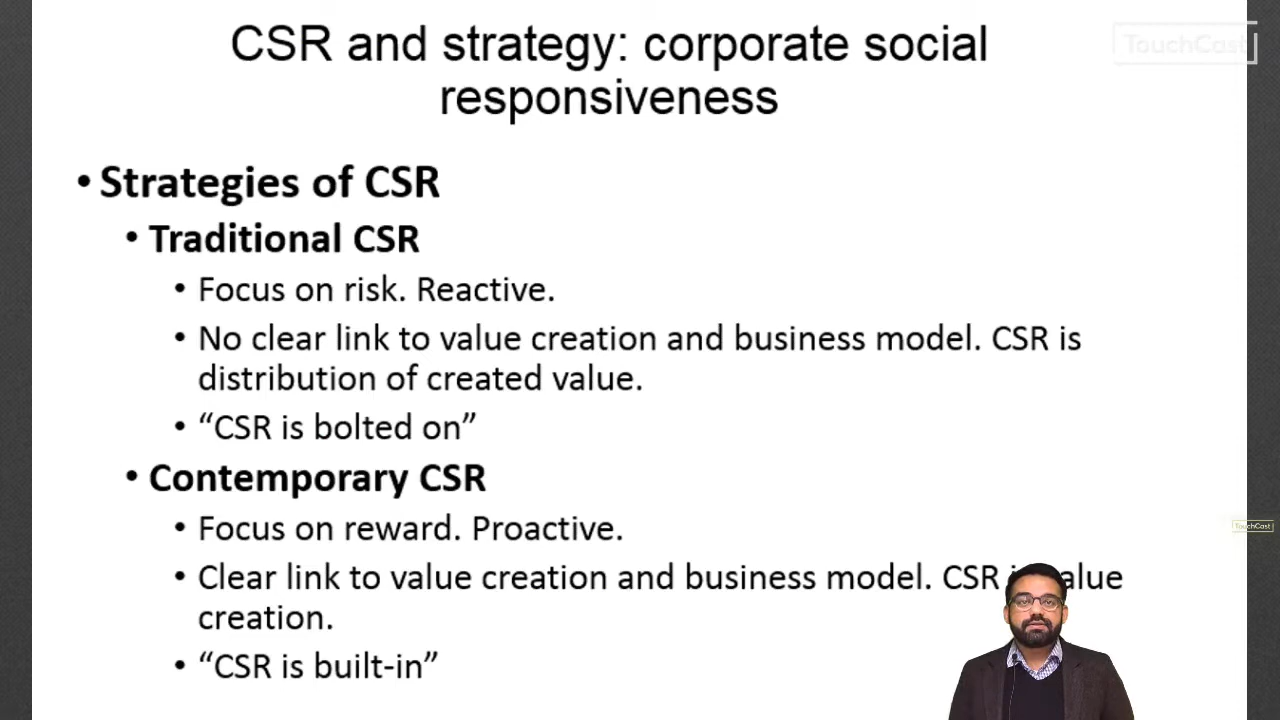 CSR and strategy: corporate social
TouchCast
responsiveness
• Strategies of CSR
• Traditional CSR
• Focus on risk. Reactive.
• No clear link to value creation and business model. CSR is
distribution of created value.
• “CSR is bolted on”
• Contemporary CSR
• Focus on reward. Proactive.
TouchCast
• Clear link to value creation and business model. CSR
creation.
• “CSR is built-in”